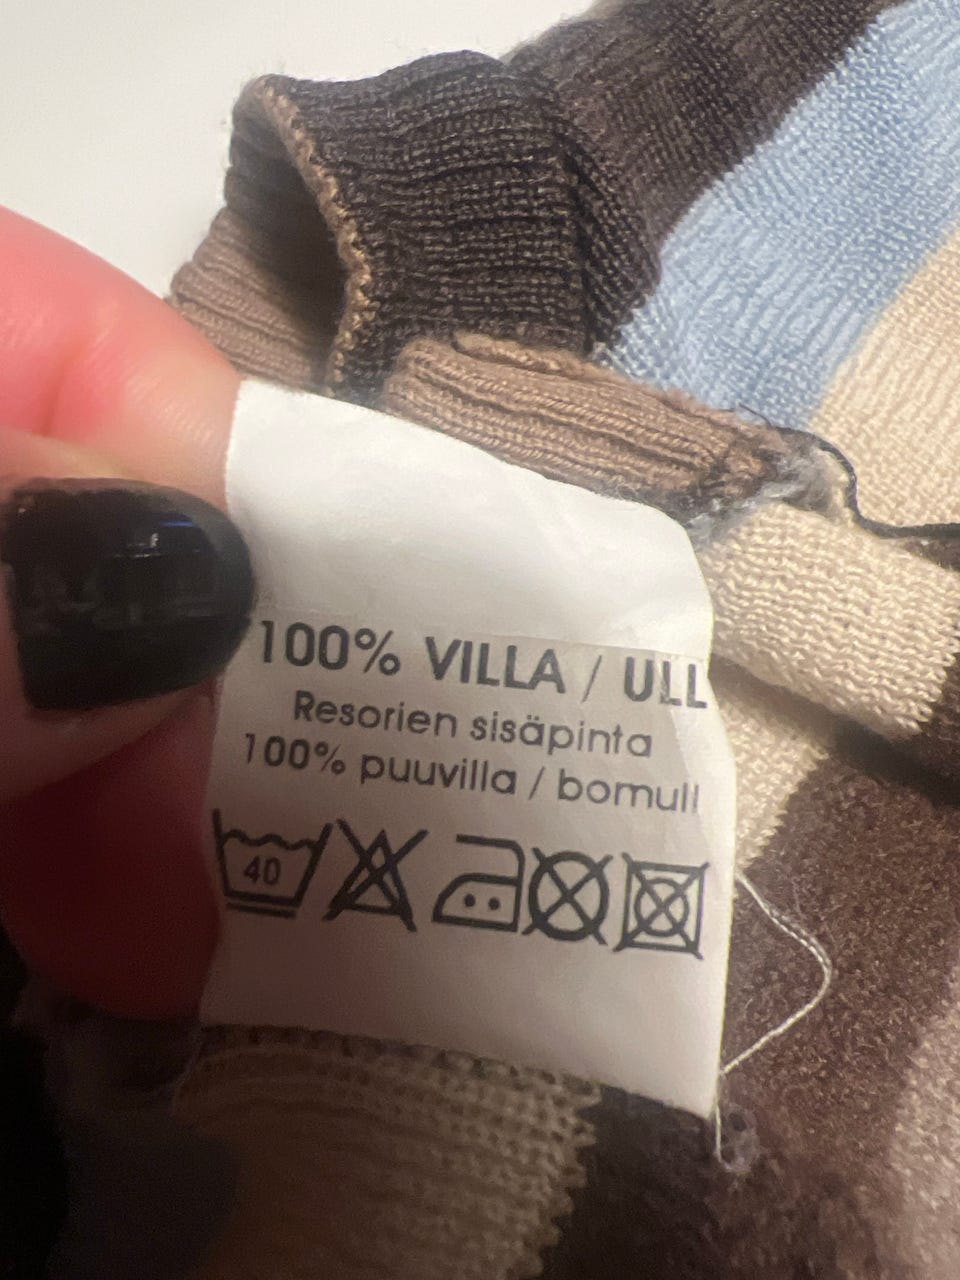 100% VILLA / ULL
Resorien sisäpinta
100% puuvilla / bomull
40